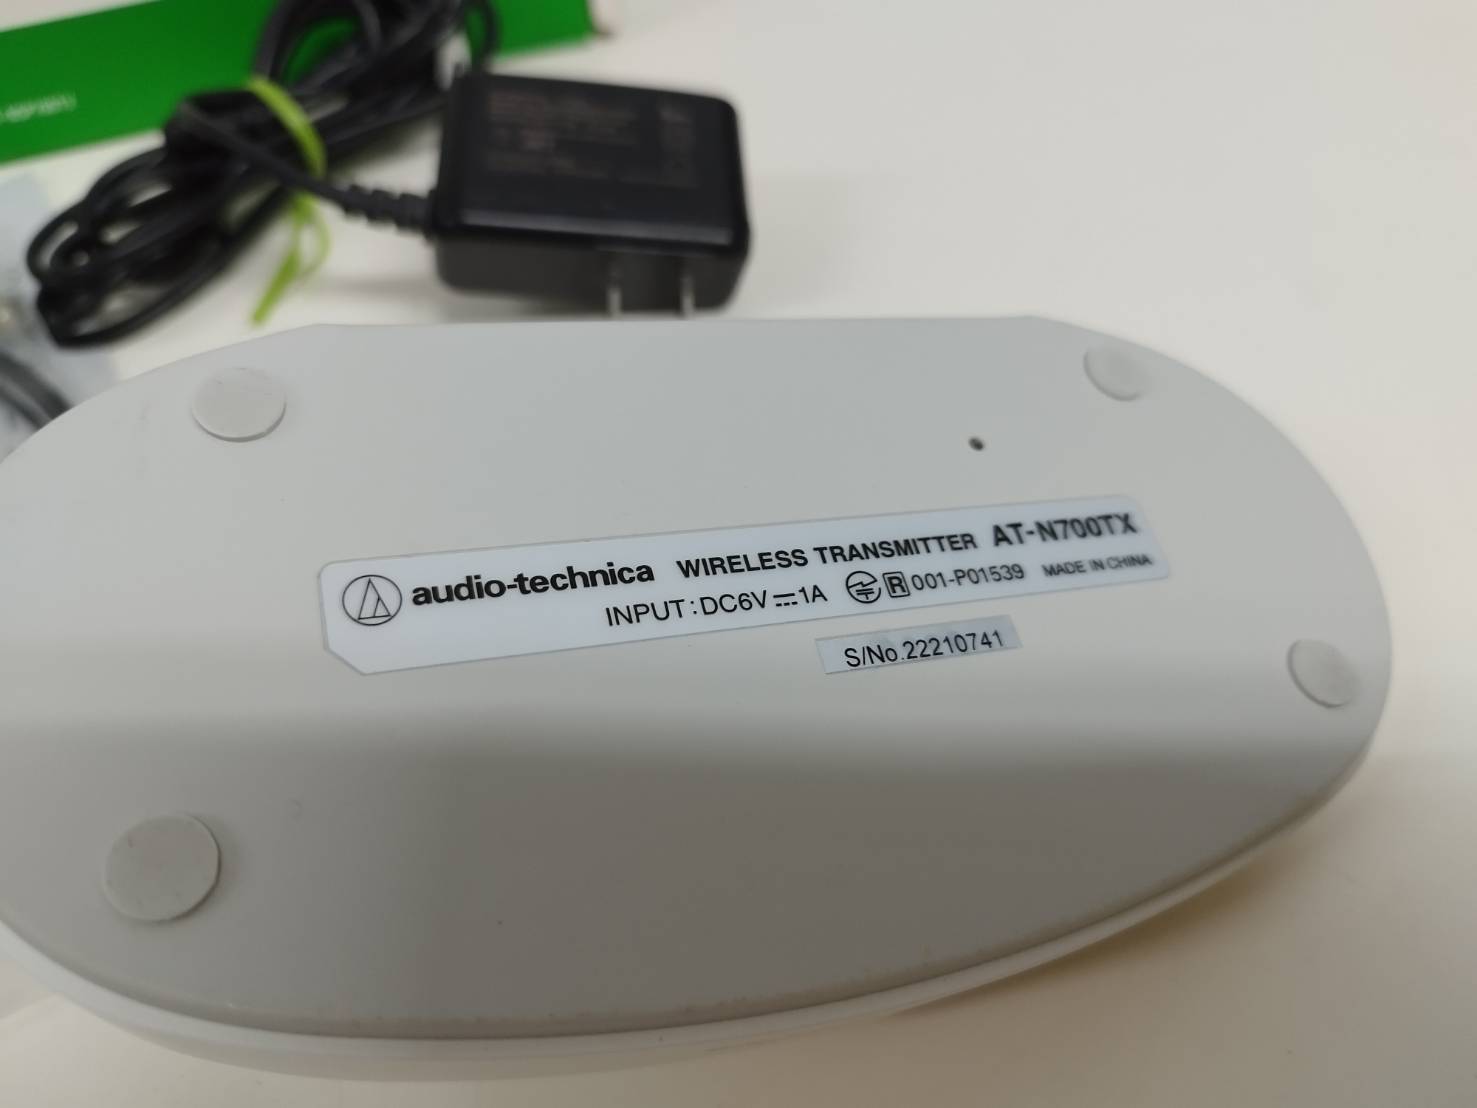 audio-technica WIRELESS TRANSMITTER AT-N700TX
INPUT : DC6V ⎓ 1A R 001-P01539 MADE IN CHINA
S/No.22210741